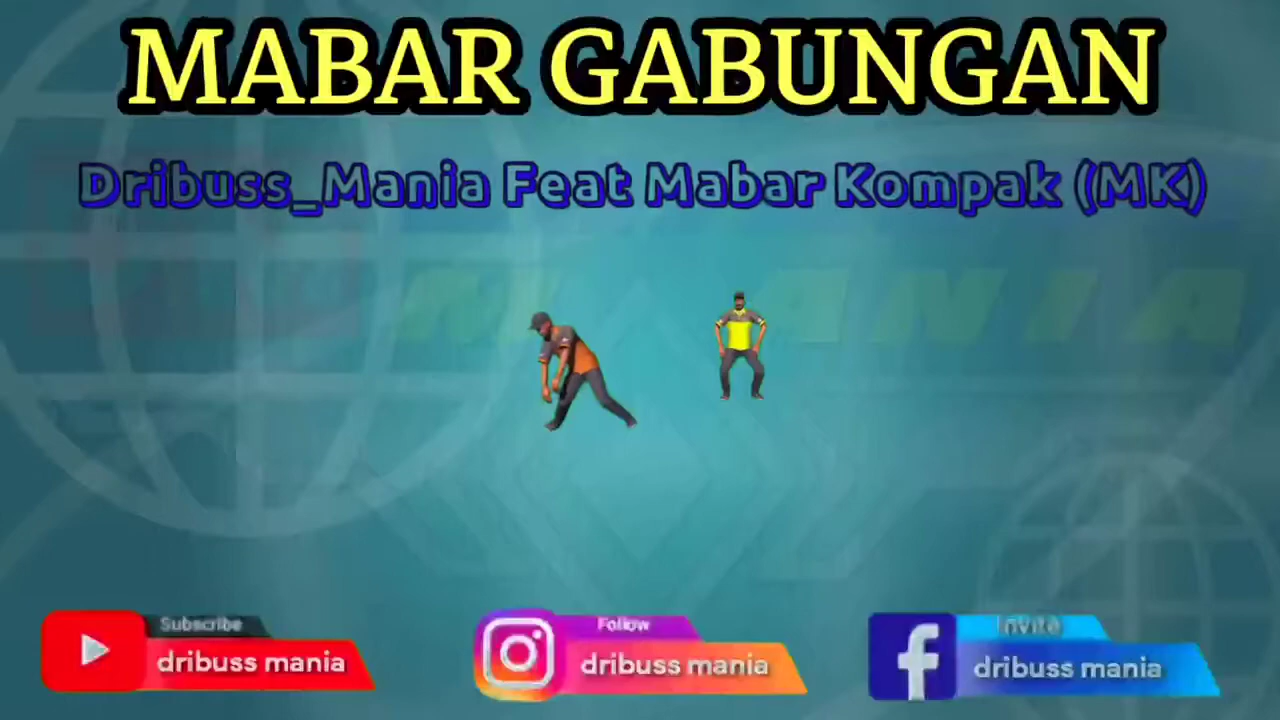 MABAR GABUNGAN
Dribuss_Mania Feat Mabar Kompak (MK)
Subscribe
dribuss mania
Follow
dribuss mania
Invite
dribuss mania